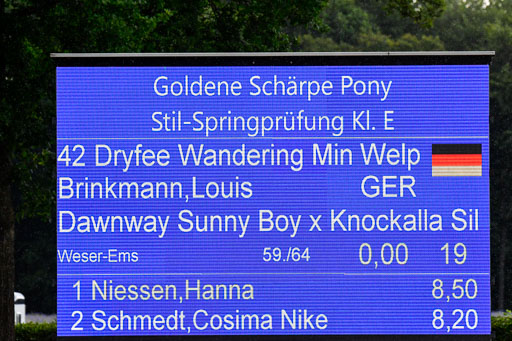 Goldene Schärpe Pony
Stil-Springprüfung Kl. E
42 Dryfee Wandering Min Welp
Brinkmann,Louis GER
Dawnway Sunny Boy x Knockalla Sil
Weser-Ems 59./64 0,00 19
1 Niessen,Hanna 8,50
2 Schmedt,Cosima Nike 8,20